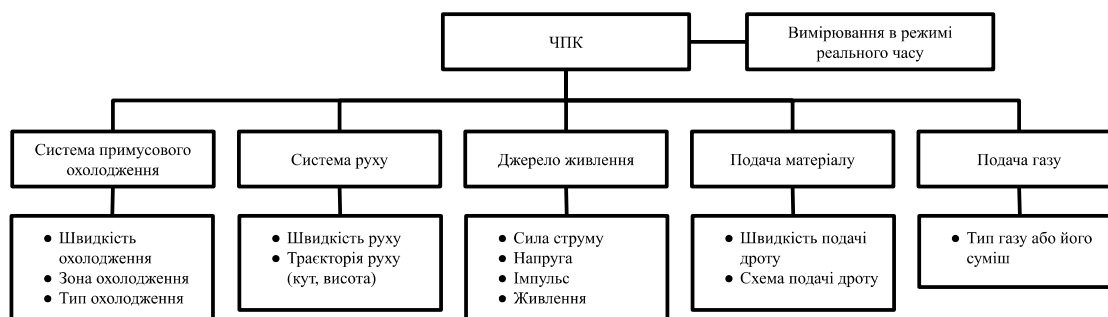 ЧПК
Вимірювання в режимі
реального часу
Система примусового
охолодження
Система руху
Джерело живлення
Подача матеріалу
Подача газу
● Швидкість
охолодження
● Зона охолодження
● Тип охолодження
● Швидкість руху
● Траєкторія руху
(кут, висота)
● Сила струму
● Напруга
● Імпульс
● Живлення
● Швидкість подачі
дроту
● Схема подачі дроту
● Тип газу або його
суміш